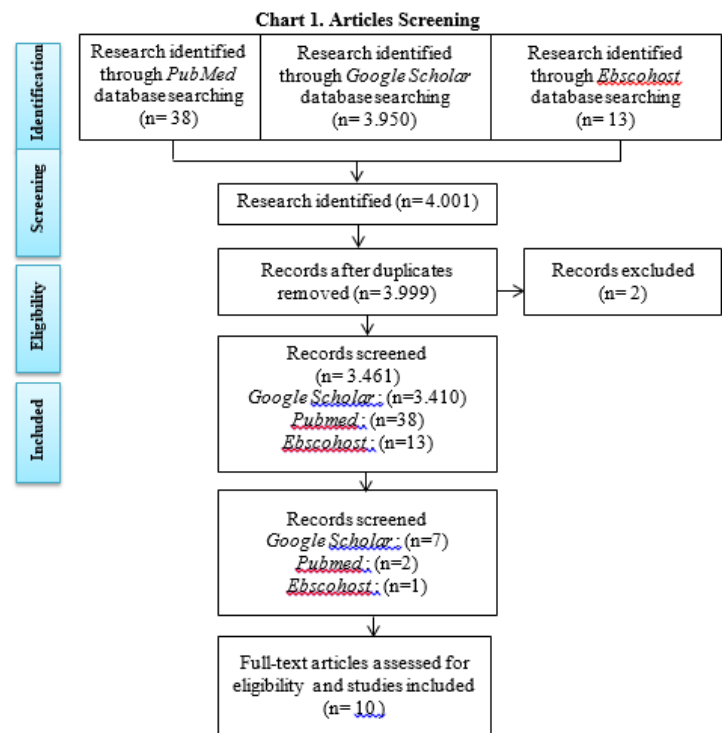 Chart 1. Articles Screening
Identification
Screening
Eligibility
Included
Research identified
through PubMed
database searching
(n= 38)
Research identified
through Google Scholar
database searching
(n= 3.950)
Research identified
through Ebscohost
database searching
(n= 13)
Research identified (n=4.001)
Records after duplicates
removed (n=3.999)
Records excluded
(n= 2)
Records screened
(n= 3.461)
Google Scholar : (n=3.410)
Pubmed : (n=38)
Ebscohost : (n=13)
Records screened
Google Scholar : (n=7)
Pubmed : (n=2)
Ebscohost : (n=1)
Full-text articles assessed for
eligibility and studies included
(n= 10 )